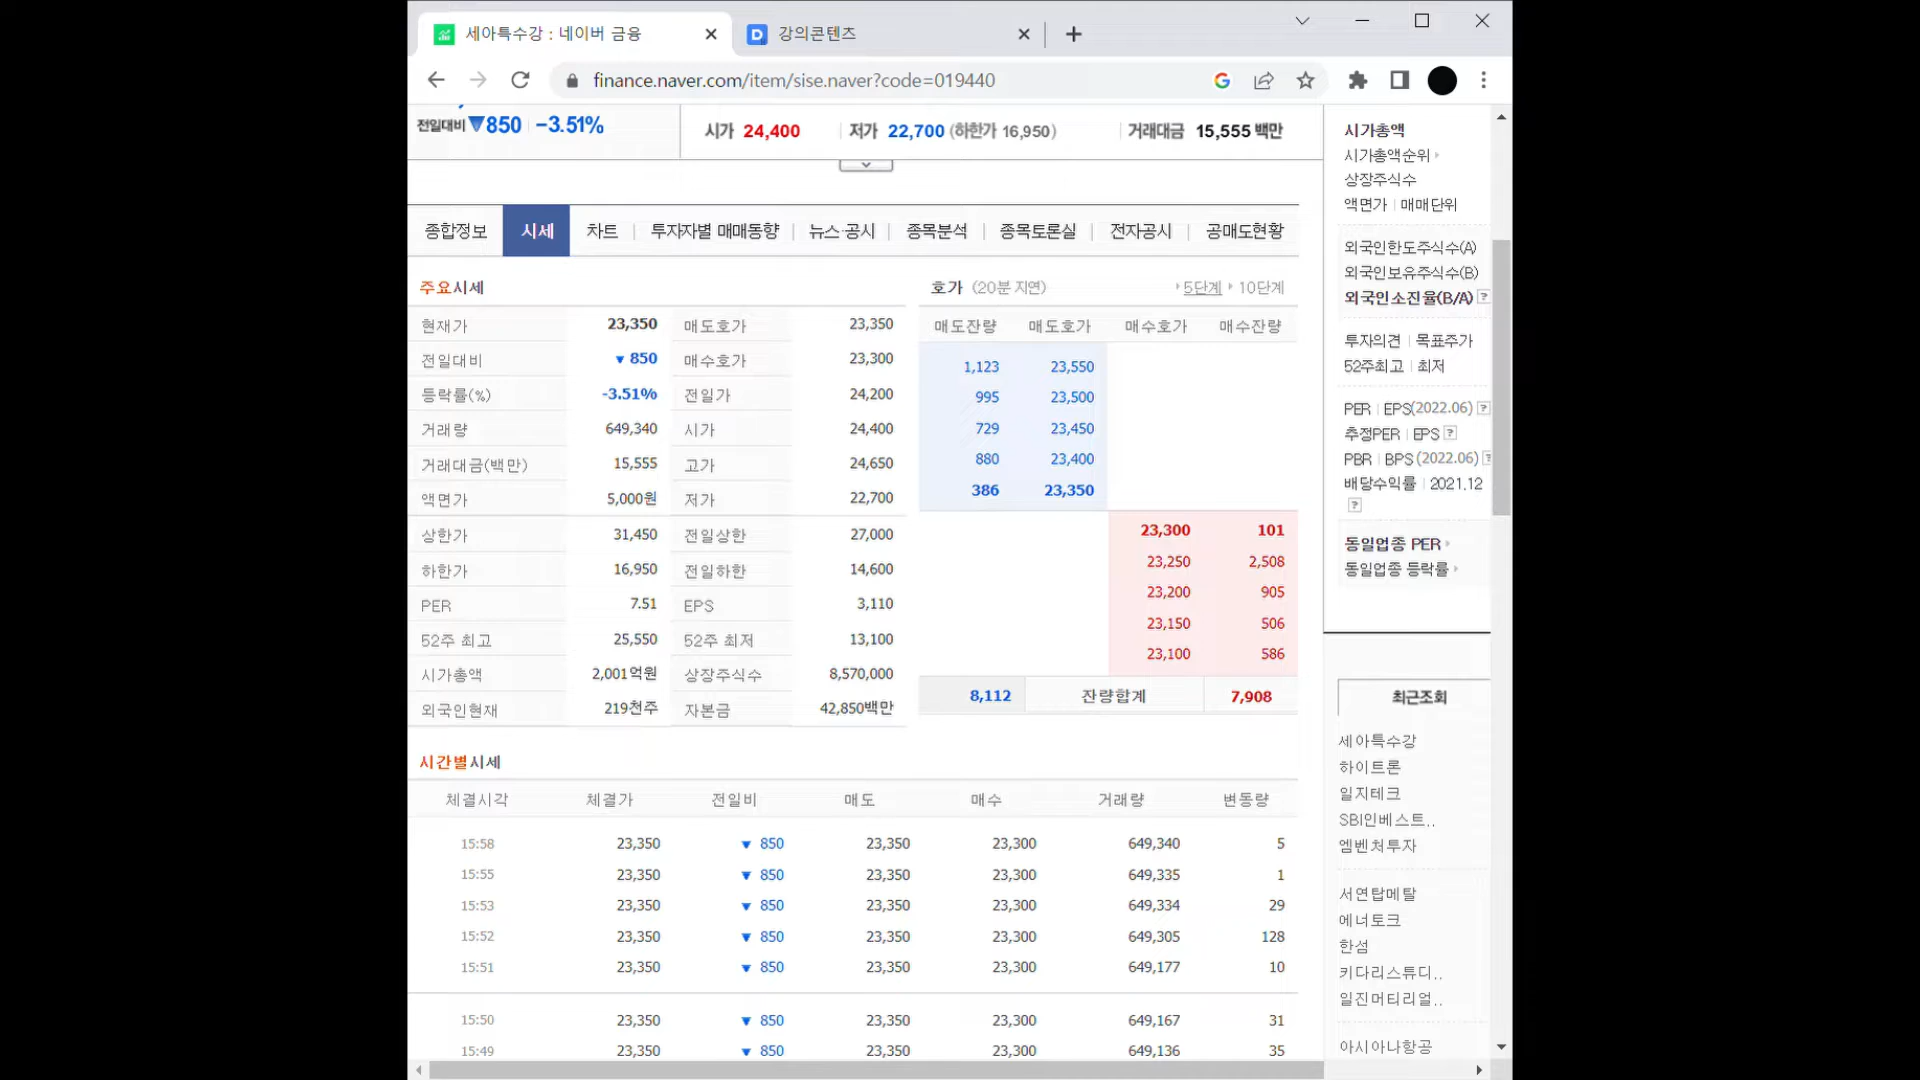 세아특수강 : 네이버 금융
강의콘텐츠
finance.naver.com/item/sise.naver?code=019440
전일대비 ▼850 -3.51%
시가 24,400 저가 22,700 (하한가 16,950) 거래대금 15,555 백만
종합정보 시세 차트 투자자별 매매동향 뉴스·공시 종목분석 종목토론실 전자공시 공매도현황
주요시세
현재가 23,350 매도호가 23,350
전일대비 ▼ 850 매수호가 23,300
등락률(%) -3.51% 전일가 24,200
거래량 649,340 시가 24,400
거래대금(백만) 15,555 고가 24,650
액면가 5,000원 저가 22,700
상한가 31,450 전일상한 27,000
하한가 16,950 전일하한 14,600
PER 7.51 EPS 3,110
52주 최고 25,550 52주 최저 13,100
시가총액 2,001억원 상장주식수 8,570,000
외국인현재 219천주 자본금 42,850백만
호가 (20분 지연) 5단계 10단계
매도잔량 매도호가 매수호가 매수잔량
1,123 23,550
995 23,500
729 23,450
880 23,400
386 23,350
23,300 101
23,250 2,508
23,200 905
23,150 506
23,100 586
8,112 잔량합계 7,908
시간별시세
체결시각 체결가 전일비 매도 매수 거래량 변동량
15:58 23,350 ▼ 850 23,350 23,300 649,340 5
15:55 23,350 ▼ 850 23,350 23,300 649,335 1
15:53 23,350 ▼ 850 23,350 23,300 649,334 29
15:52 23,350 ▼ 850 23,350 23,300 649,305 128
15:51 23,350 ▼ 850 23,350 23,300 649,177 10
15:50 23,350 ▼ 850 23,350 23,300 649,167 31
15:49 23,350 ▼ 850 23,350 23,300 649,136 35
시가총액
시가총액순위
상장주식수
액면가 매매단위
외국인한도주식수(A)
외국인보유주식수(B)
외국인소진율(B/A) ?
투자의견 목표주가
52주최고 최저
PER EPS(2022.06) ?
추정PER EPS ?
PBR BPS (2022.06) ?
배당수익률 2021.12
?
동일업종 PER
동일업종 등락률
최근조회
세아특수강
하이트론
일지테크
SBI인베스트..
엠벤처투자
서연탑메탈
에너토크
한섬
키다리스튜디..
일진머티리얼..
아시아나항공